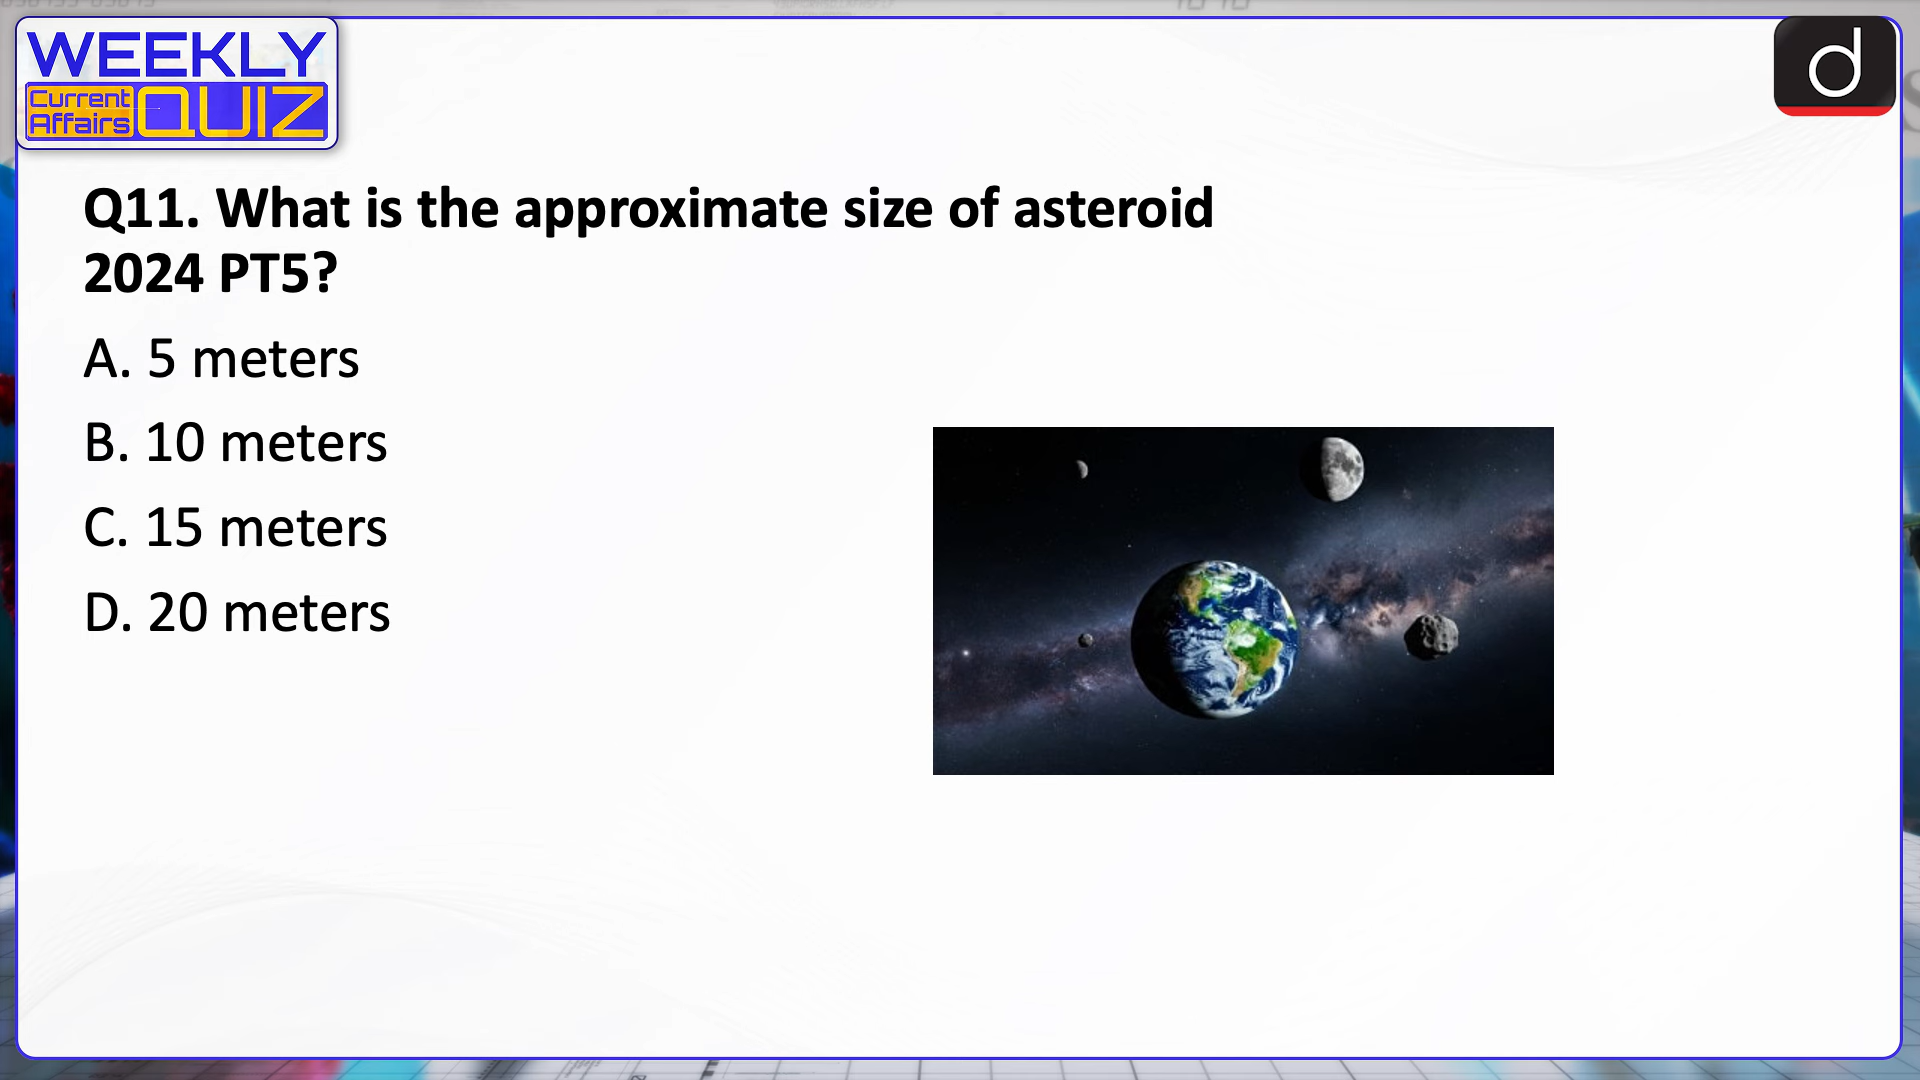 WEEKLY
Current
Affairs
QUIZ
d
Q11. What is the approximate size of asteroid
2024 PT5?
A. 5 meters
B. 10 meters
C. 15 meters
D. 20 meters